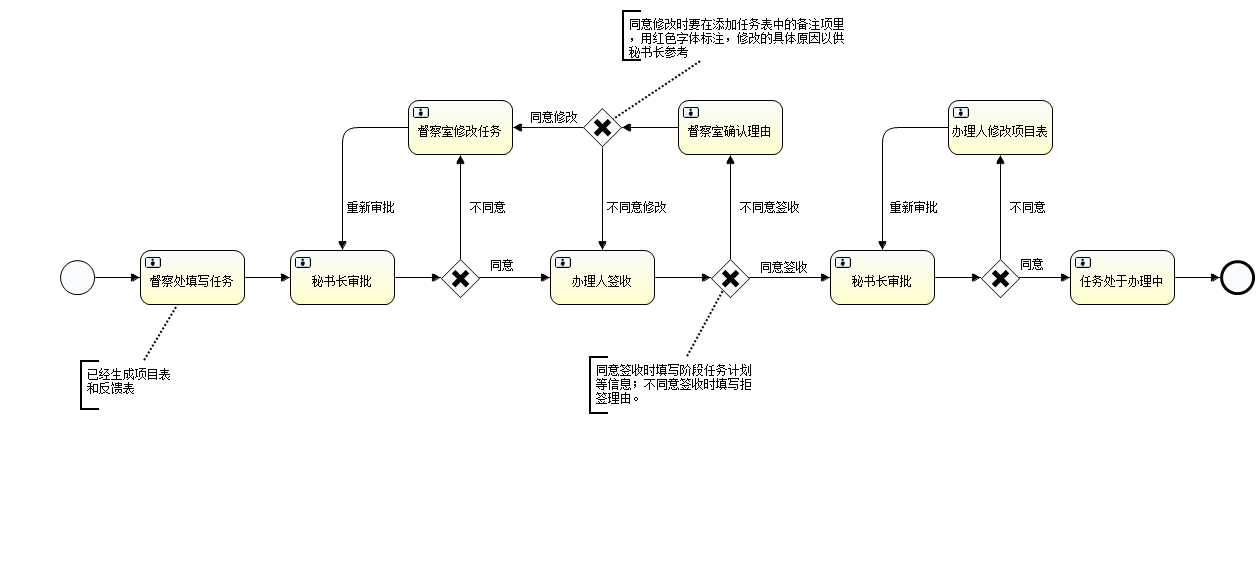 同意修改时要在添加任务表中的备注项里
，用红色字体标注，修改的具体原因以供
秘书长参考
督察室修改任务
同意修改
督察室确认理由
办理人修改项目表
重新审批
不同意
不同意修改
不同意签收
重新审批
不同意
督察处填写任务
秘书长审批
同意
办理人签收
同意签收
秘书长审批
同意
任务处于办理中
已经生成项目表
和反馈表
同意签收时填写阶段任务计划
等信息；不同意签收时填写拒
签理由。